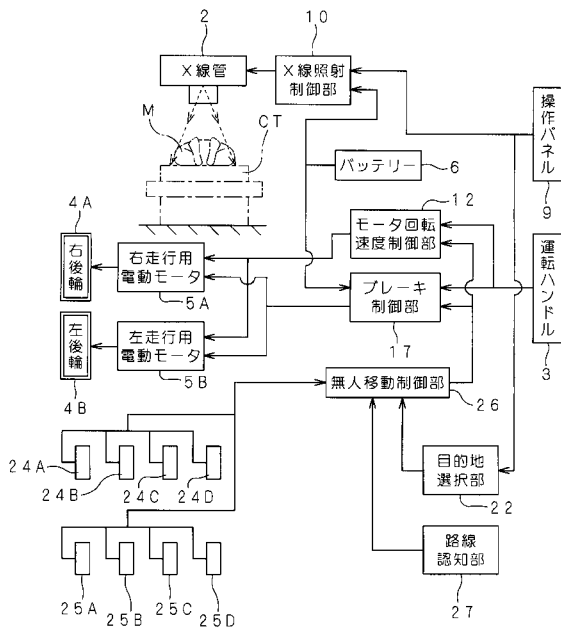 2
10
X線管
X線照射
制御部
M
CT
操作パネル
9
バッテリー
6
12
4A
モータ回転
速度制御部
右後輪
右走行用
電動モータ
5A
ブレーキ
制御部
17
運転ハンドル
3
左後輪
4B
左走行用
電動モータ
5B
無人移動制御部
26
24A
24B
24C
24D
目的地
選択部
22
25A
25B
25C
25D
路線
認知部
27